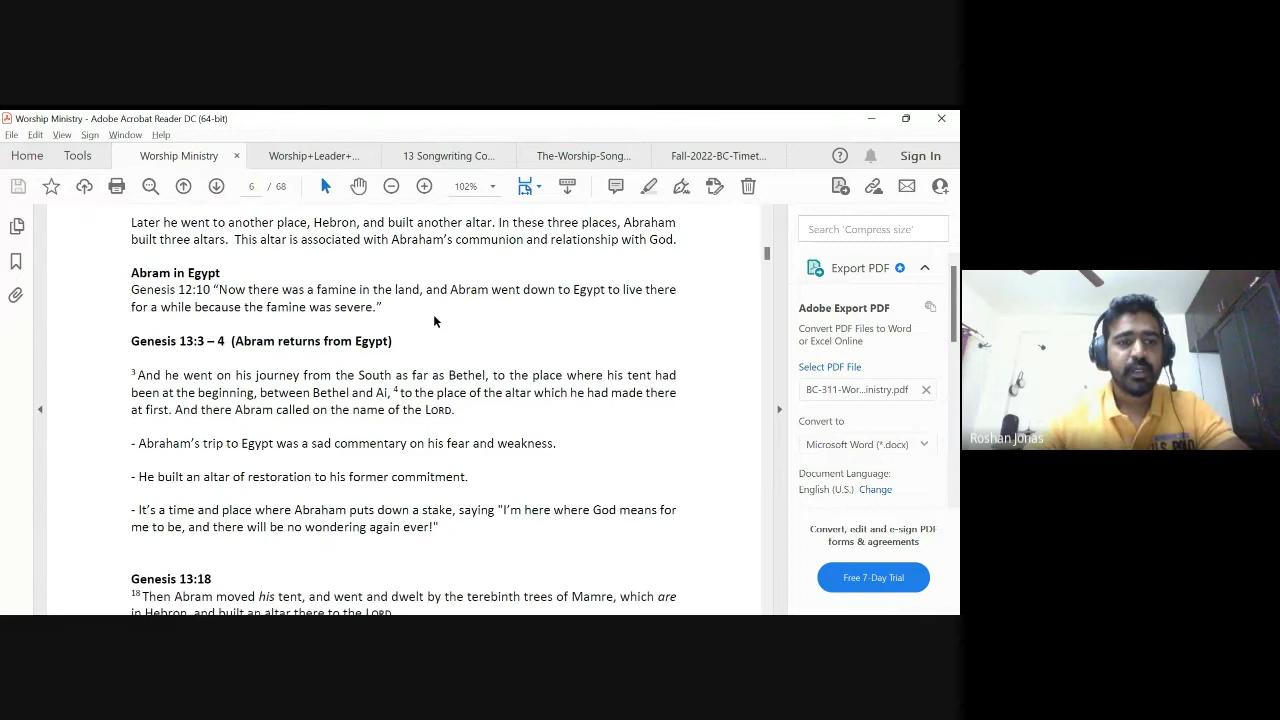 Worship Ministry - Adobe Acrobat Reader DC (64-bit)
File Edit View Sign Window Help
Home Tools Worship Ministry × Worship+Leader+... 13 Songwriting Co... The-Worship-Song... Fall-2022-BC-Timet... Sign In
6 / 68 102%
Later he went to another place, Hebron, and built another altar. In these three places, Abraham
built three altars. This altar is associated with Abraham's communion and relationship with God.
Abram in Egypt
Genesis 12:10 “Now there was a famine in the land, and Abram went down to Egypt to live there
for a while because the famine was severe.”
Genesis 13:3 – 4 (Abram returns from Egypt)
3 And he went on his journey from the South as far as Bethel, to the place where his tent had
been at the beginning, between Bethel and Ai, 4 to the place of the altar which he had made there
at first. And there Abram called on the name of the LORD.
- Abraham's trip to Egypt was a sad commentary on his fear and weakness.
- He built an altar of restoration to his former commitment.
- It's a time and place where Abraham puts down a stake, saying "I'm here where God means for
me to be, and there will be no wondering again ever!"
Genesis 13:18
18 Then Abram moved his tent, and went and dwelt by the terebinth trees of Mamre, which are
in Hebron, and built an altar there to the LORD.
Search 'Compress size'
Export PDF
Adobe Export PDF
Convert PDF Files to Word
or Excel Online
Select PDF File
BC-311-Wor...inistry.pdf
Convert to
Microsoft Word (*.docx)
Document Language:
English (U.S.) Change
Convert, edit and e-sign PDF
forms & agreements
Free 7-Day Trial
Roshan Jonas